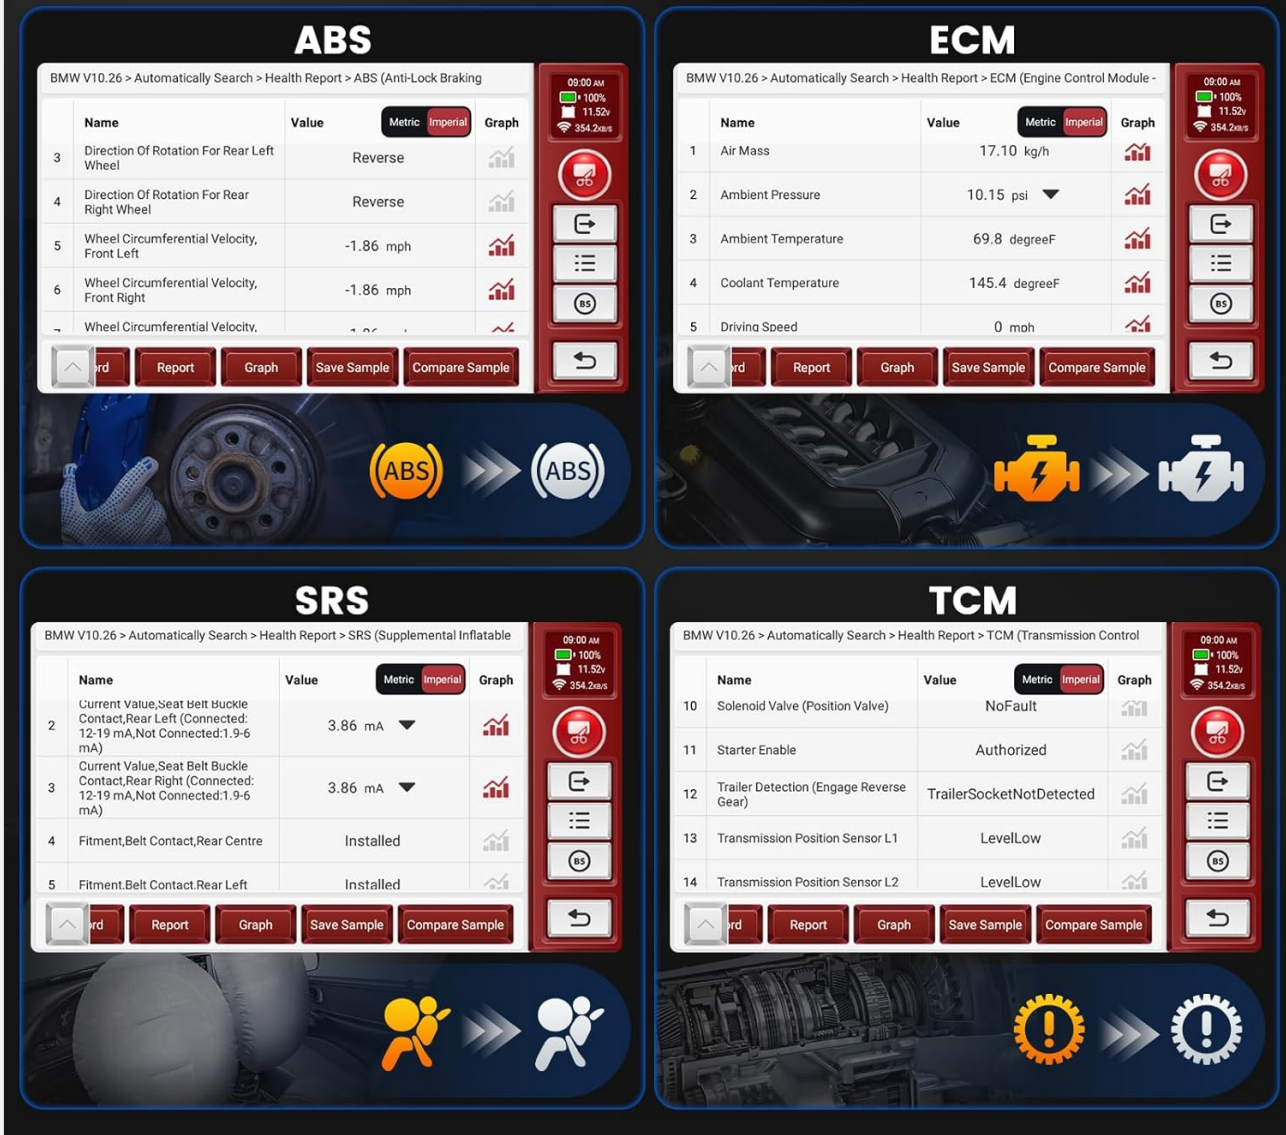 ABS
BMW V10.26 > Automatically Search > Health Report > ABS (Anti-Lock Braking
09:00 AM
100%
11.52v
354.2KB/S
Name Value Metric Imperial Graph
3 Direction Of Rotation For Rear Left
Wheel
Reverse
4 Direction Of Rotation For Rear
Right Wheel
Reverse
5 Wheel Circumferential Velocity,
Front Left
-1.86 mph
6 Wheel Circumferential Velocity,
Front Right
-1.86 mph
Wheel Circumferential Velocity,
BS
Report Graph Save Sample Compare Sample
ABS ABS
ECM
BMW V10.26 > Automatically Search > Health Report > ECM (Engine Control Module -
09:00 AM
100%
11.52v
354.2KB/S
Name Value Metric Imperial Graph
1 Air Mass 17.10 kg/h
2 Ambient Pressure 10.15 psi
3 Ambient Temperature 69.8 degreeF
4 Coolant Temperature 145.4 degreeF
5 Driving Speed 0 mph
BS
Report Graph Save Sample Compare Sample
SRS
BMW V10.26 > Automatically Search > Health Report > SRS (Supplemental Inflatable
09:00 AM
100%
11.52v
354.2KB/S
Name Value Metric Imperial Graph
2 Current Value,Seat Belt Buckle
Contact,Rear Left (Connected:
12-19 mA,Not Connected:1.9-6
mA)
3.86 mA
3 Current Value,Seat Belt Buckle
Contact,Rear Right (Connected:
12-19 mA,Not Connected:1.9-6
mA)
3.86 mA
4 Fitment,Belt Contact,Rear Centre Installed
5 Fitment,Belt Contact,Rear Left Installed
BS
Report Graph Save Sample Compare Sample
TCM
BMW V10.26 > Automatically Search > Health Report > TCM (Transmission Control
09:00 AM
100%
11.52v
354.2KB/S
Name Value Metric Imperial Graph
10 Solenoid Valve (Position Valve) NoFault
11 Starter Enable Authorized
12 Trailer Detection (Engage Reverse
Gear)
TrailerSocketNotDetected
13 Transmission Position Sensor L1 LevelLow
14 Transmission Position Sensor L2 LevelLow
BS
Report Graph Save Sample Compare Sample